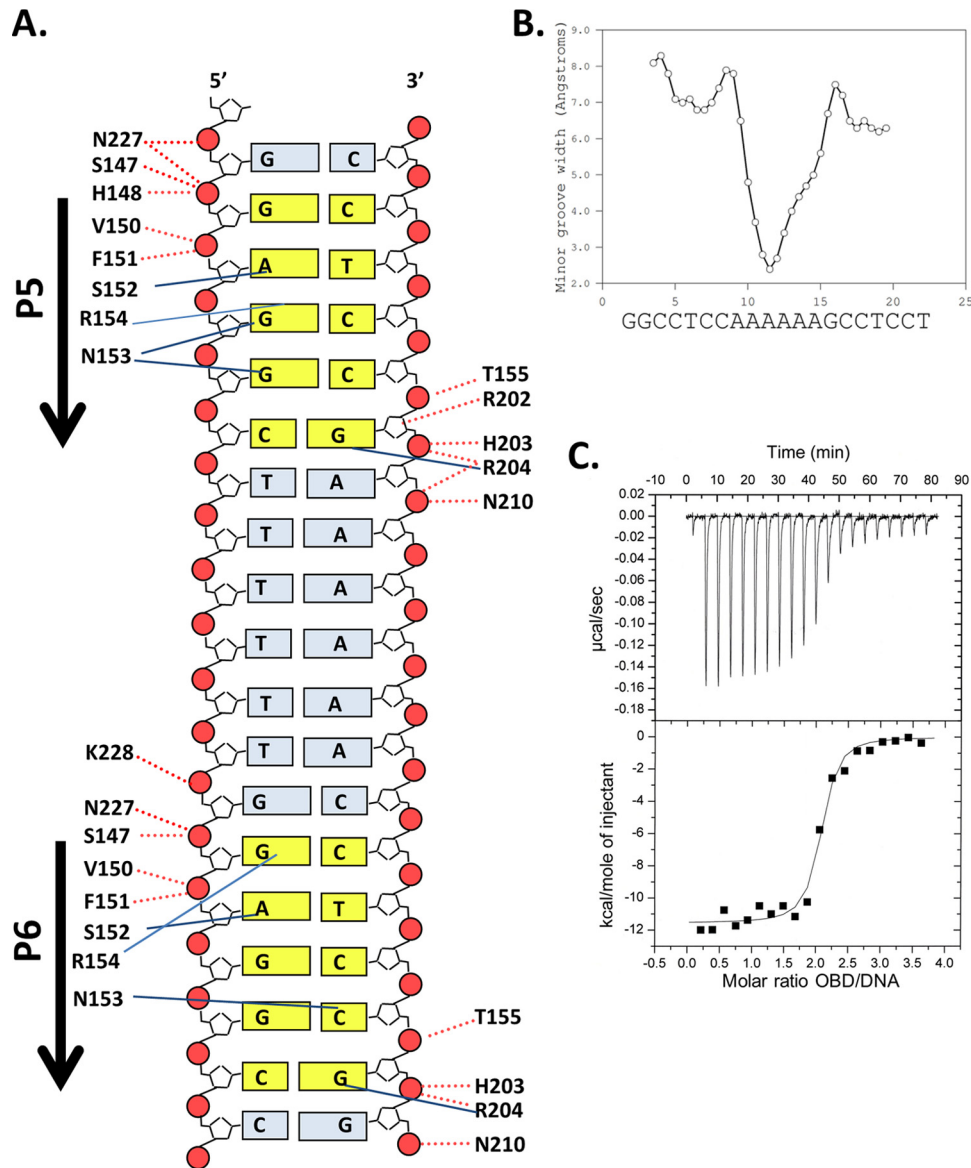 A.
5’
3’
N227
S147
H148
V150
F151
S152
R154
N153
P5
G C
G C
A T
G C
G C
C G
T A
T A
T A
T A
T A
T A
G C
G C
A T
G C
G C
C G
C G
T155
R202
H203
R204
N210
K228
N227
S147
V150
F151
S152
R154
N153
P6
T155
H203
R204
N210
B.
Minor groove width (Angstroms)
9.0
8.0
7.0
6.0
5.0
4.0
3.0
2.0
0 5 10 15 20 25
GGCCTCCAAAAAAGCCTCCT
C.
Time (min)
-10 0 10 20 30 40 50 60 70 80 90
0.02
0.00
-0.02
-0.04
-0.06
-0.08
-0.10
-0.12
-0.14
-0.16
-0.18
µcal/sec
0
-2
-4
-6
-8
-10
-12
kcal/mole of injectant
-0.5 0.0 0.5 1.0 1.5 2.0 2.5 3.0 3.5 4.0
Molar ratio OBD/DNA